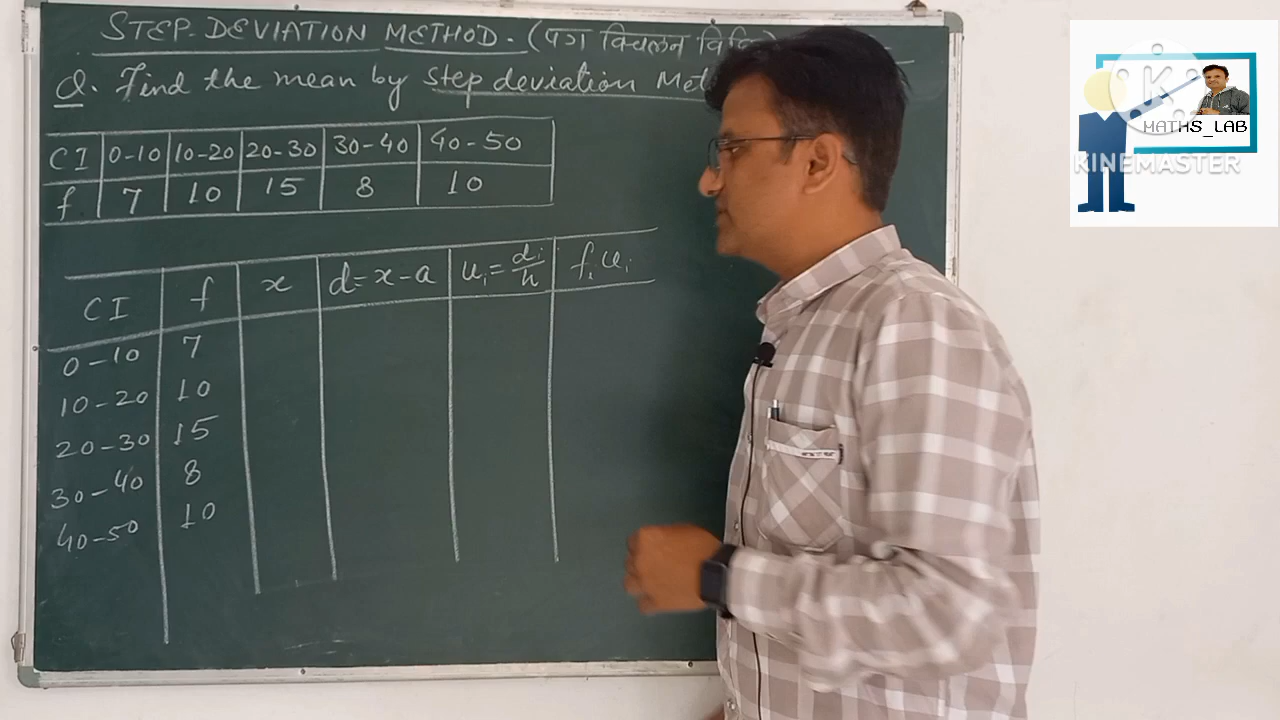 STEP-DEVIATION METHOD. (पग विचलन विधि)
Q. Find the mean by step deviation
CI 0-10 10-20 20-30 30-40 40-50
f 7 10 15 8 10
CI f x d=x-a uᵢ=dᵢ/h fᵢuᵢ
0-10 7
10-20 10
20-30 15
30-40 8
40-50 10
K
MATHS_LAB
KINEMASTER